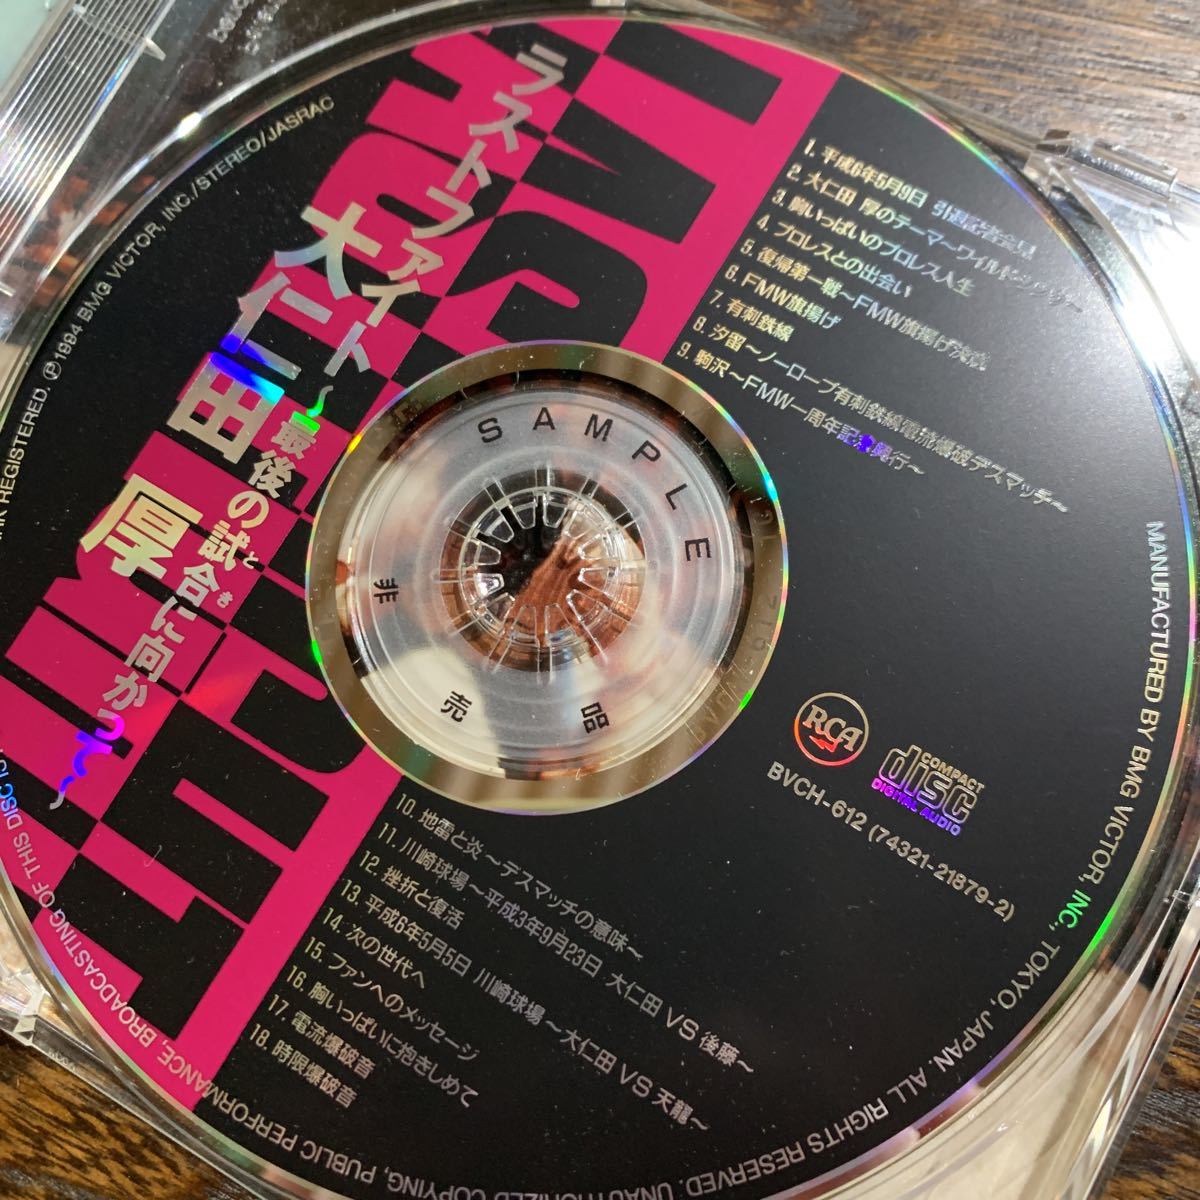 ラストファイト
大仁田 厚
～最後の試合に向かって～
とき
LAST FIGHT
SAMPLE
非売品
1. 平成6年5月9日 引退記者会見
2. 大仁田 厚のテーマ～ワイルド・シング～
3. 胸いっぱいのプロレス人生
4. プロレスとの出会い
5. 復帰第一戦～FMW旗揚げ決意
6. FMW旗揚げ
7. 有刺鉄線
8. 汐留～ノーロープ有刺鉄線電流爆破デスマッチ～
9. 駒沢～FMW一周年記念興行～
RCA
COMPACT
disc
DIGITAL AUDIO
BVCH-612 (74321-21879-2)
10. 地雷と炎～デスマッチの意味～
11. 川崎球場～平成3年9月23日 大仁田 VS 後藤～
12. 挫折と復活
13. 平成6年5月5日 川崎球場 ～大仁田 VS 天龍～
14. 次の世代へ
15. ファンへのメッセージ
16. 胸いっぱいに抱きしめて
17. 電流爆破音
18. 時限爆破音
MANUFACTURED BY BMG VICTOR, INC., TOKYO, JAPAN. ALL RIGHTS RESERVED. UNAUTHORIZED COPYING, PUBLIC PERFORMANCE, BROADCASTING OF THIS DISC
REGISTERED. ℗1994 BMG VICTOR, INC./STEREO/JASRAC